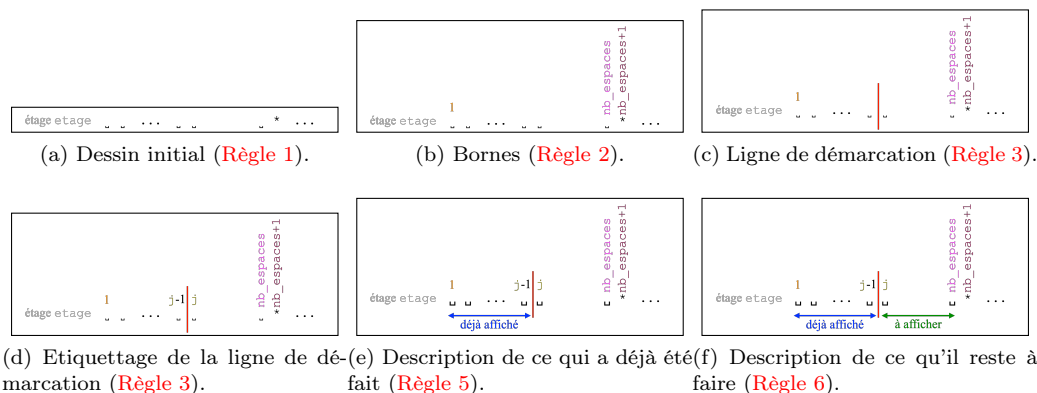 nb_espaces
nb_espaces+1
1
étage etage ␣ ␣ ... ␣ ␣ ␣ * ...
(a) Dessin initial (Règle 1).
étage etage ␣ ␣ ... ␣ ␣ ␣ * ...
(b) Bornes (Règle 2).
nb_espaces
nb_espaces+1
1
étage etage ␣ ␣ ... ␣ ␣ ␣ * ...
(c) Ligne de démarcation (Règle 3).
nb_espaces
nb_espaces+1
1 j-1 j
étage etage ␣ ␣ ... ␣ ␣ ␣ * ...
(d) Etiquettage de la ligne de dé-
marcation (Règle 3).
nb_espaces
nb_espaces+1
1 j-1 j
étage etage ␣ ␣ ... ␣ ␣ ␣ * ...
déjà affiché
(e) Description de ce qui a déjà été
fait (Règle 5).
nb_espaces
nb_espaces+1
1 j-1 j
étage etage ␣ ␣ ... ␣ ␣ ␣ * ...
déjà affiché à afficher
(f) Description de ce qu'il reste à
faire (Règle 6).